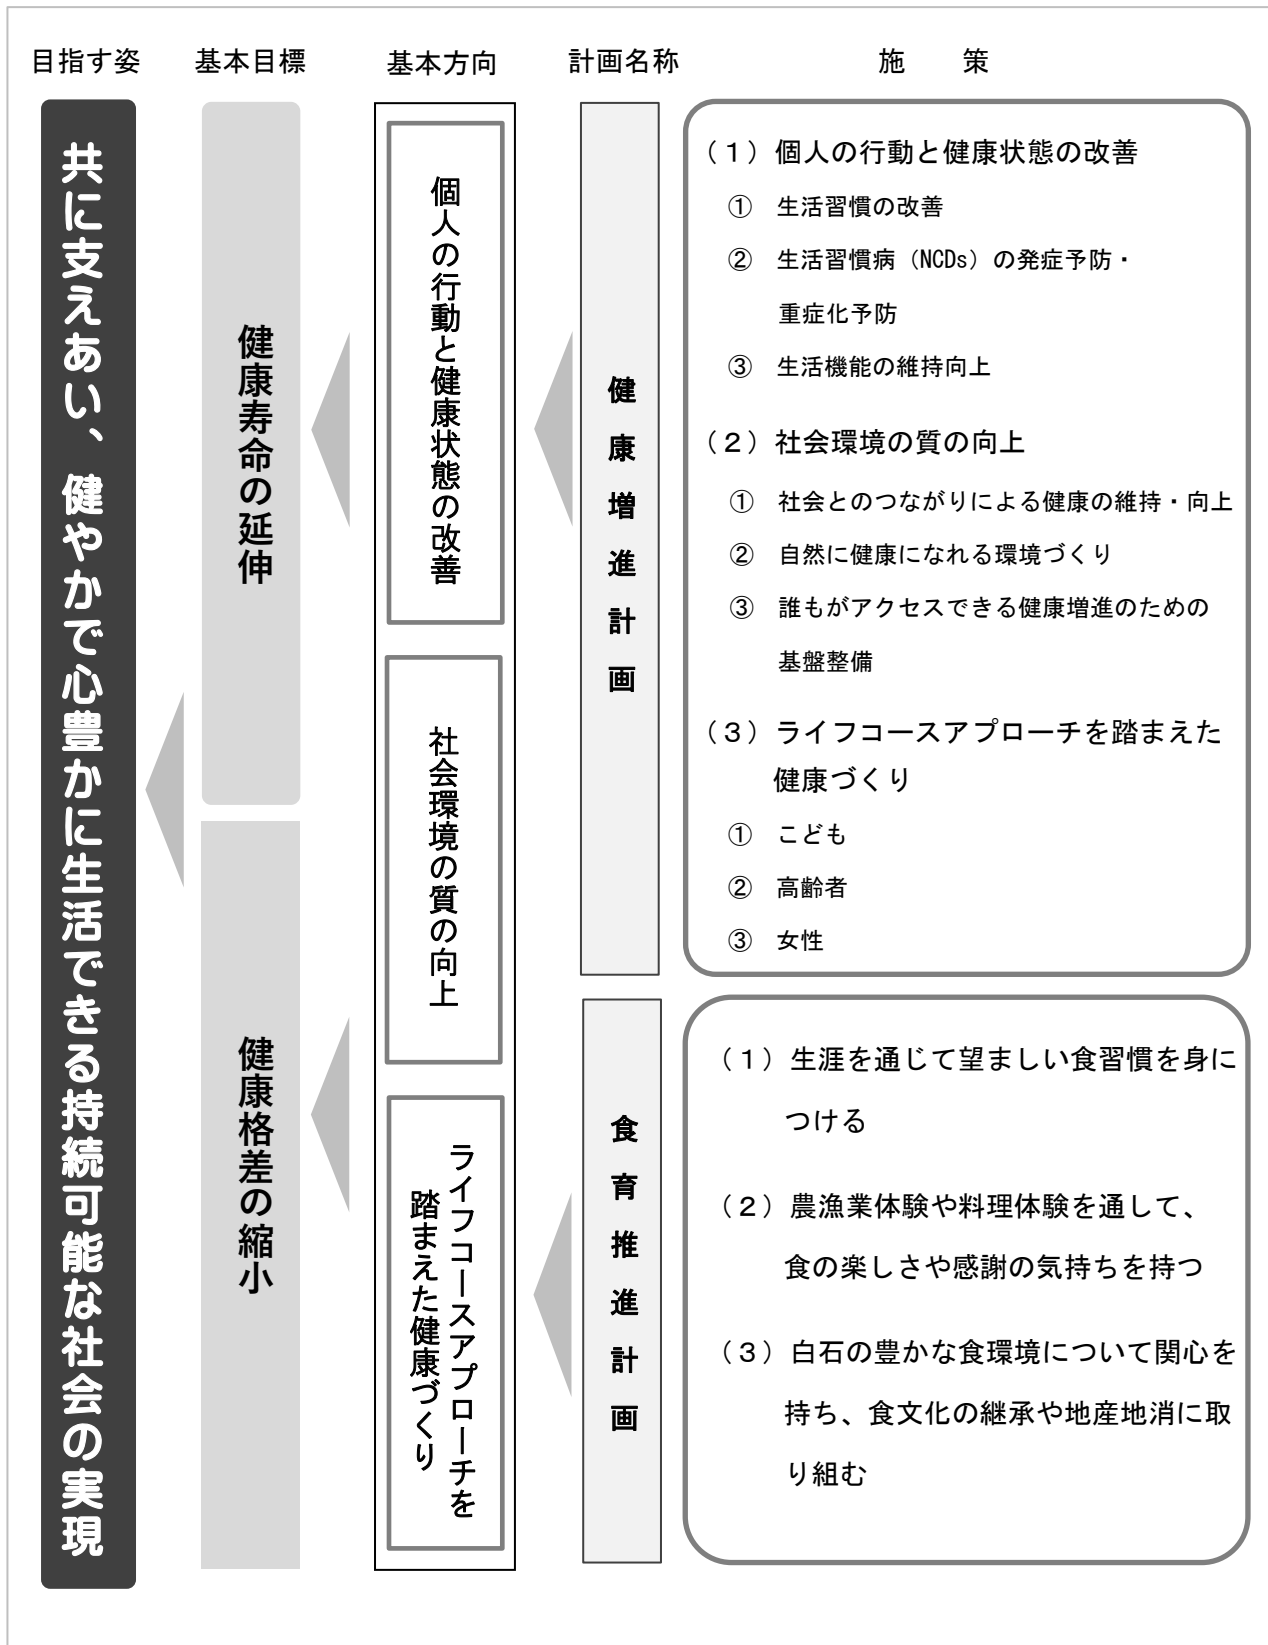 目指す姿
基本目標
基本方向
計画名称
施　　策
共に支えあい、健やかで心豊かに生活できる持続可能な社会の実現
健康寿命の延伸
健康格差の縮小
個人の行動と健康状態の改善
社会環境の質の向上
ライフコースアプローチを
踏まえた健康づくり
健康増進計画
（１）個人の行動と健康状態の改善
①　生活習慣の改善
②　生活習慣病（NCDs）の発症予防・
重症化予防
③　生活機能の維持向上
（２）社会環境の質の向上
①　社会とのつながりによる健康の維持・向上
②　自然に健康になれる環境づくり
③　誰もがアクセスできる健康増進のための
基盤整備
（３）ライフコースアプローチを踏まえた
健康づくり
①　こども
②　高齢者
③　女性
食育推進計画
（１）生涯を通じて望ましい食習慣を身に
つける
（２）農漁業体験や料理体験を通して、
食の楽しさや感謝の気持ちを持つ
（３）白石の豊かな食環境について関心を
持ち、食文化の継承や地産地消に取
り組む